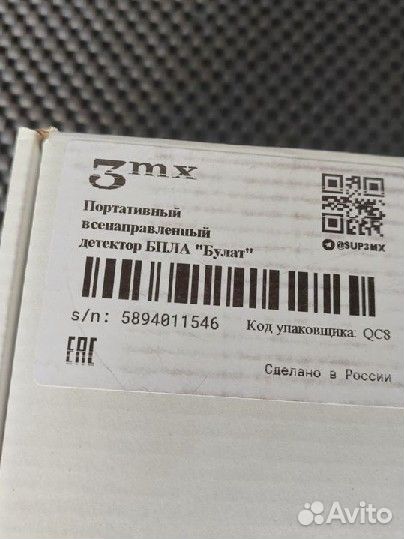 3mx
Портативный
всенаправленный
детектор БПЛА "Булат"
@SUP3MX
s/n: 5894011546
Код упаковщика: QC8
EAC
Сделано в России
Avito